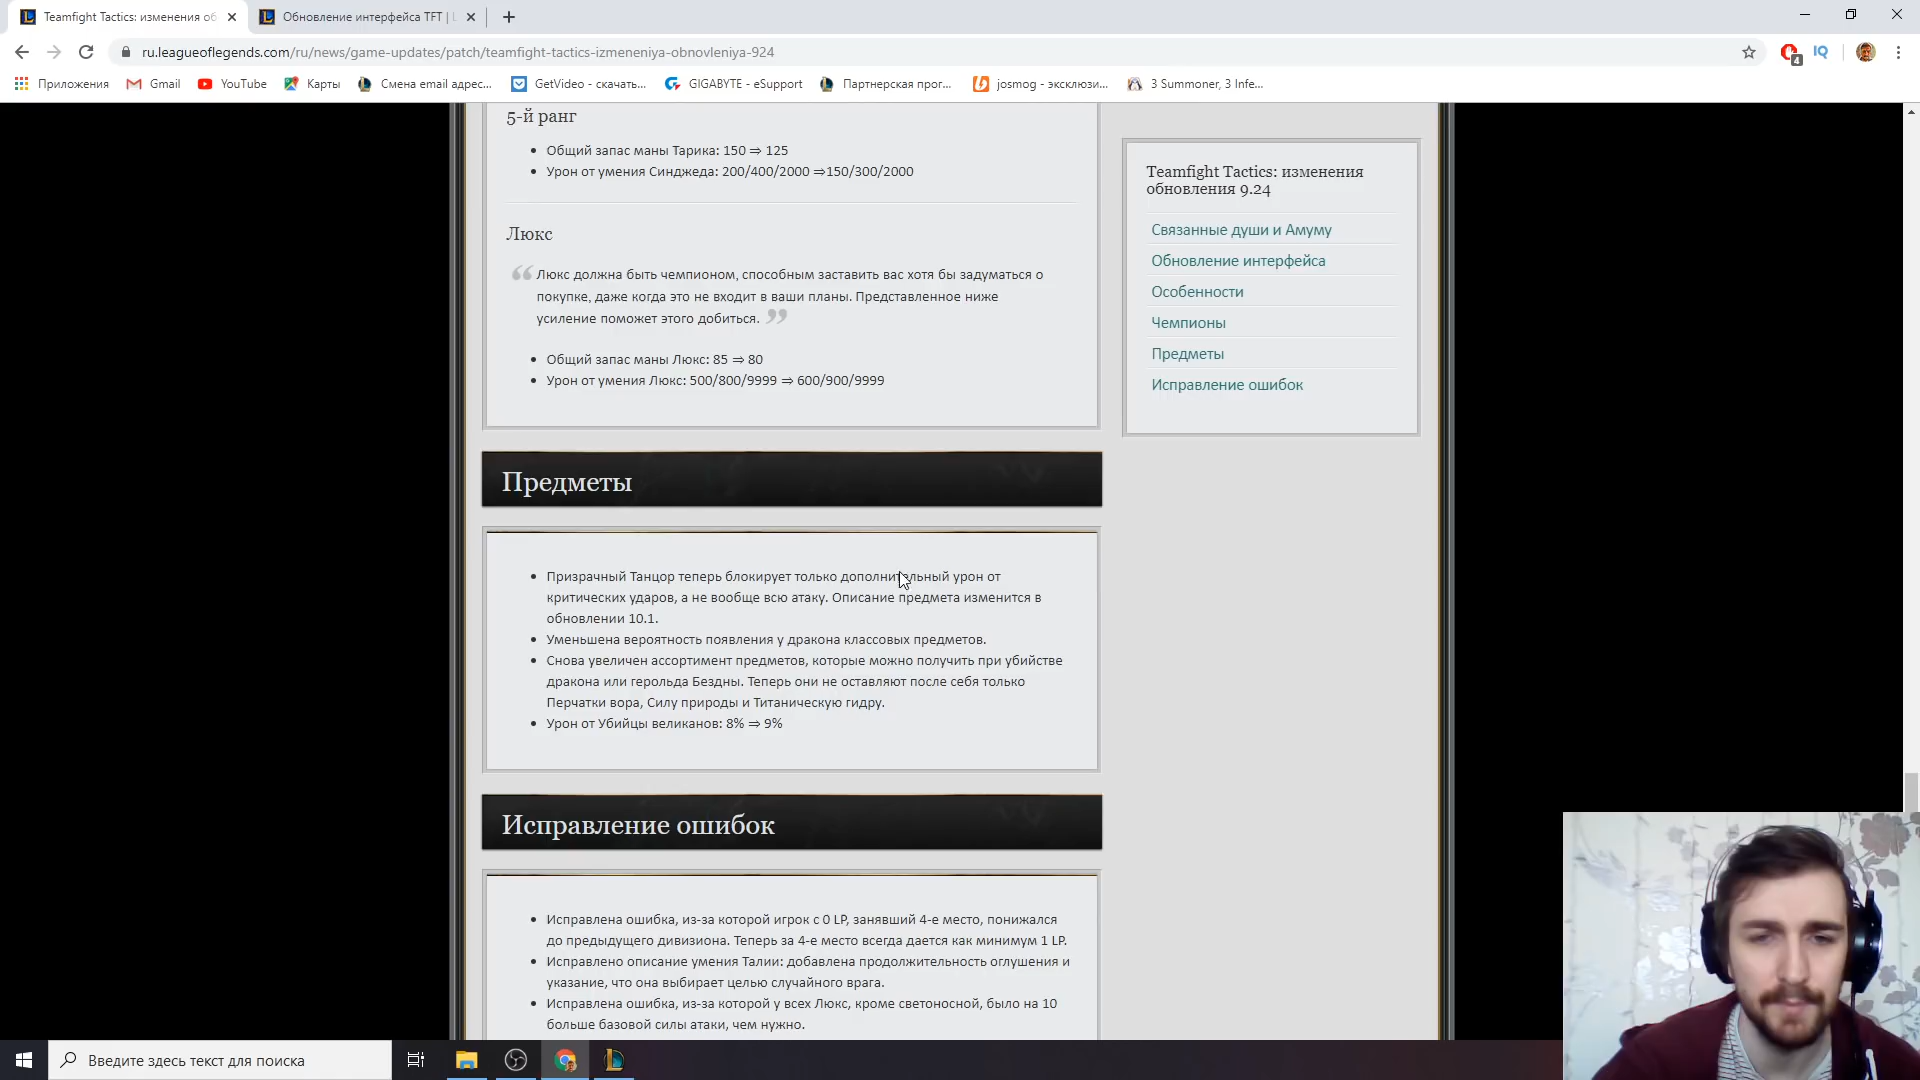 Teamfight Tactics: изменения об
Обновление интерфейса TFT | L
ru.leagueoflegends.com/ru/news/game-updates/patch/teamfight-tactics-izmeneniya-obnovleniya-924
4
IQ
Приложения
Gmail
YouTube
Карты
Смена email адрес...
GetVideo - скачать...
GIGABYTE - eSupport
Партнерская прог...
josmog - эксклюзи...
3 Summoner, 3 Infe...
5-й ранг
• Общий запас маны Тарика: 150 ⇒ 125
• Урон от умения Синджеда: 200/400/2000 ⇒150/300/2000
Люкс
“ Люкс должна быть чемпионом, способным заставить вас хотя бы задуматься о
покупке, даже когда это не входит в ваши планы. Представленное ниже
усиление поможет этого добиться. ”
• Общий запас маны Люкс: 85 ⇒ 80
• Урон от умения Люкс: 500/800/9999 ⇒ 600/900/9999
Предметы
• Призрачный Танцор теперь блокирует только дополнительный урон от
критических ударов, а не вообще всю атаку. Описание предмета изменится в
обновлении 10.1.
• Уменьшена вероятность появления у дракона классовых предметов.
• Снова увеличен ассортимент предметов, которые можно получить при убийстве
дракона или герольда Бездны. Теперь они не оставляют после себя только
Перчатки вора, Силу природы и Титаническую гидру.
• Урон от Убийцы великанов: 8% ⇒ 9%
Исправление ошибок
• Исправлена ошибка, из-за которой игрок с 0 LP, занявший 4-е место, понижался
до предыдущего дивизиона. Теперь за 4-е место всегда дается как минимум 1 LP.
• Исправлено описание умения Талии: добавлена продолжительность оглушения и
указание, что она выбирает целью случайного врага.
• Исправлена ошибка, из-за которой у всех Люкс, кроме светоносной, было на 10
больше базовой силы атаки, чем нужно.
Teamfight Tactics: изменения
обновления 9.24
Связанные души и Амуму
Обновление интерфейса
Особенности
Чемпионы
Предметы
Исправление ошибок
Введите здесь текст для поиска